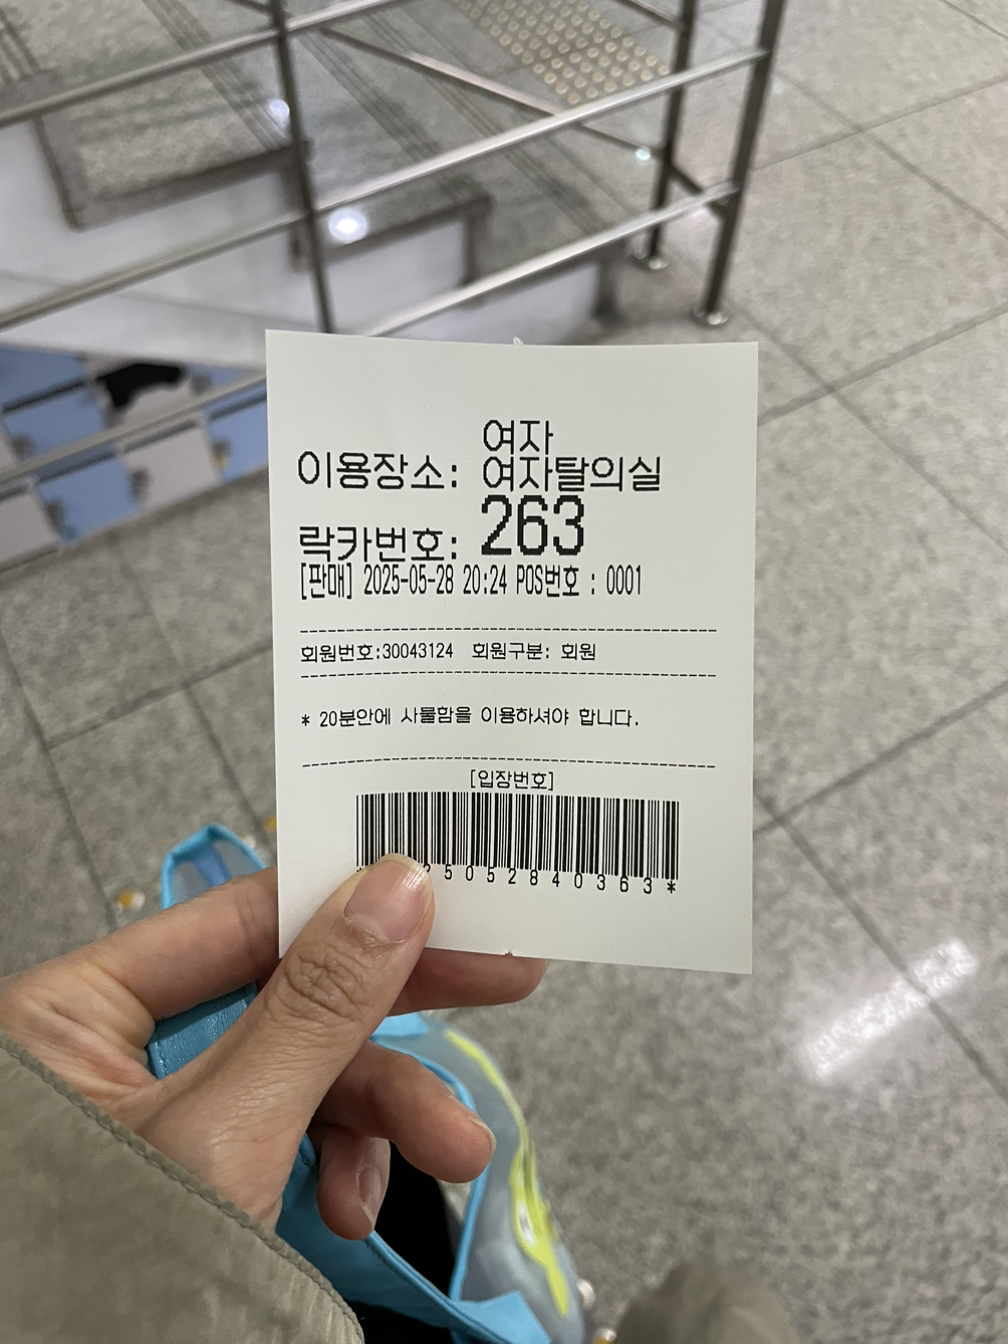 여자
이용장소: 여자탈의실
락카번호: 263
[판매] 2025-05-28 20:24 POS번호 : 0001
회원번호:30043124 회원구분: 회원
* 20분안에 사물함을 이용하셔야 합니다.
[입장번호]
5052840363*